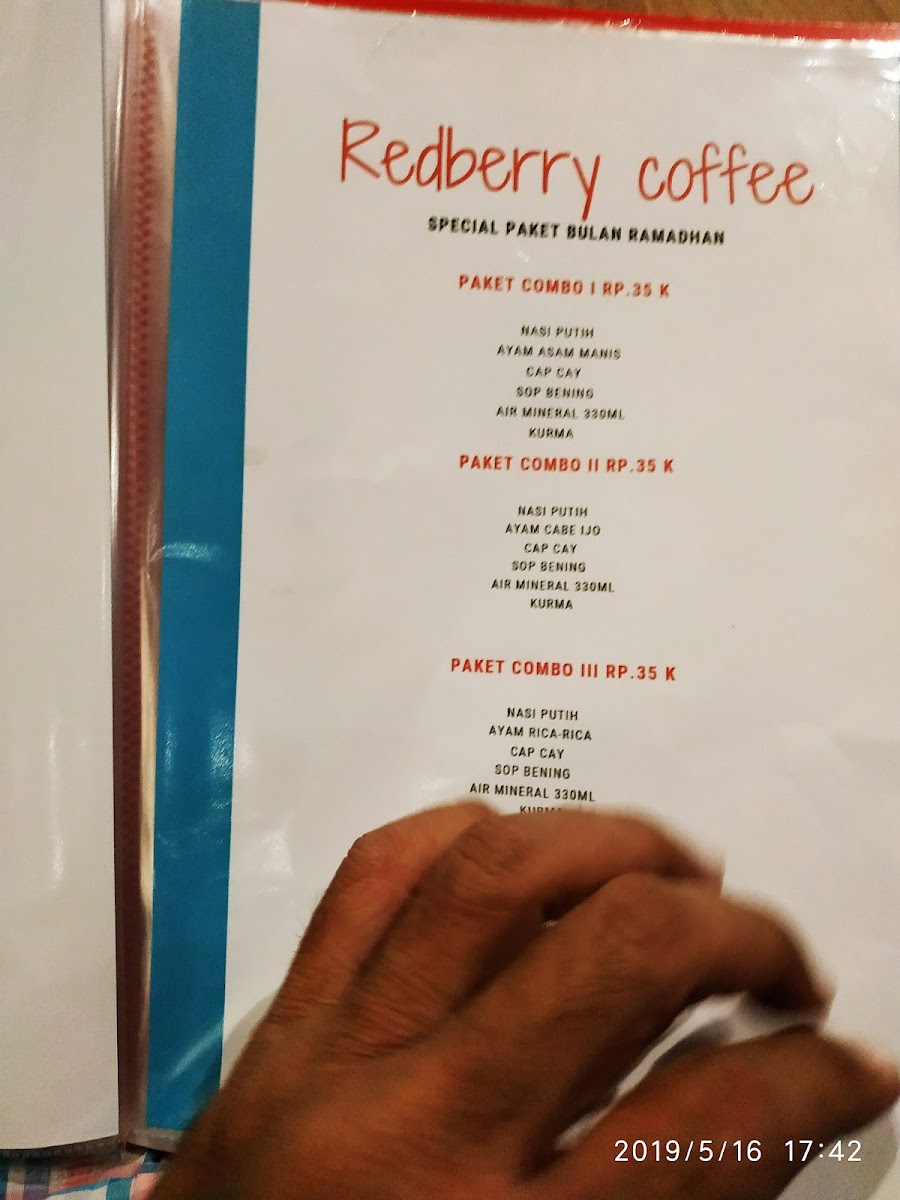 Redberry coffee
SPECIAL PAKET BULAN RAMADHAN
PAKET COMBO I RP.35 K
NASI PUTIH
AYAM ASAM MANIS
CAP CAY
SOP BENING
AIR MINERAL 330ML
KURMA
PAKET COMBO II RP.35 K
NASI PUTIH
AYAM CABE IJO
CAP CAY
SOP BENING
AIR MINERAL 330ML
KURMA
PAKET COMBO III RP.35 K
NASI PUTIH
AYAM RICA-RICA
CAP CAY
SOP BENING
AIR MINERAL 330ML
KURMA
2019/5/16 17:42